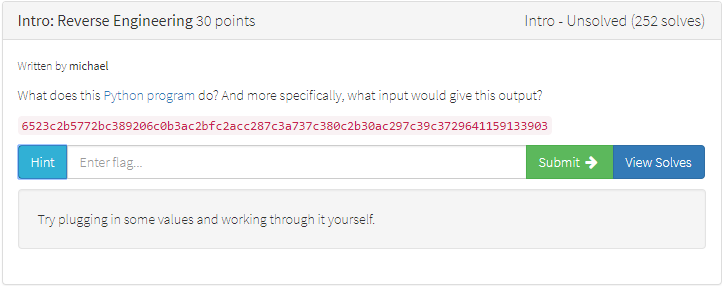 Intro: Reverse Engineering 30 points Intro - Unsolved (252 solves)
Written by michael
What does this Python program do? And more specifically, what input would give this output?
6523c2b5772bc389206c0b3ac2bfc2acc287c3a737c380c2b30ac297c39c3729641159133903
Hint Enter flag... Submit → View Solves
Try plugging in some values and working through it yourself.